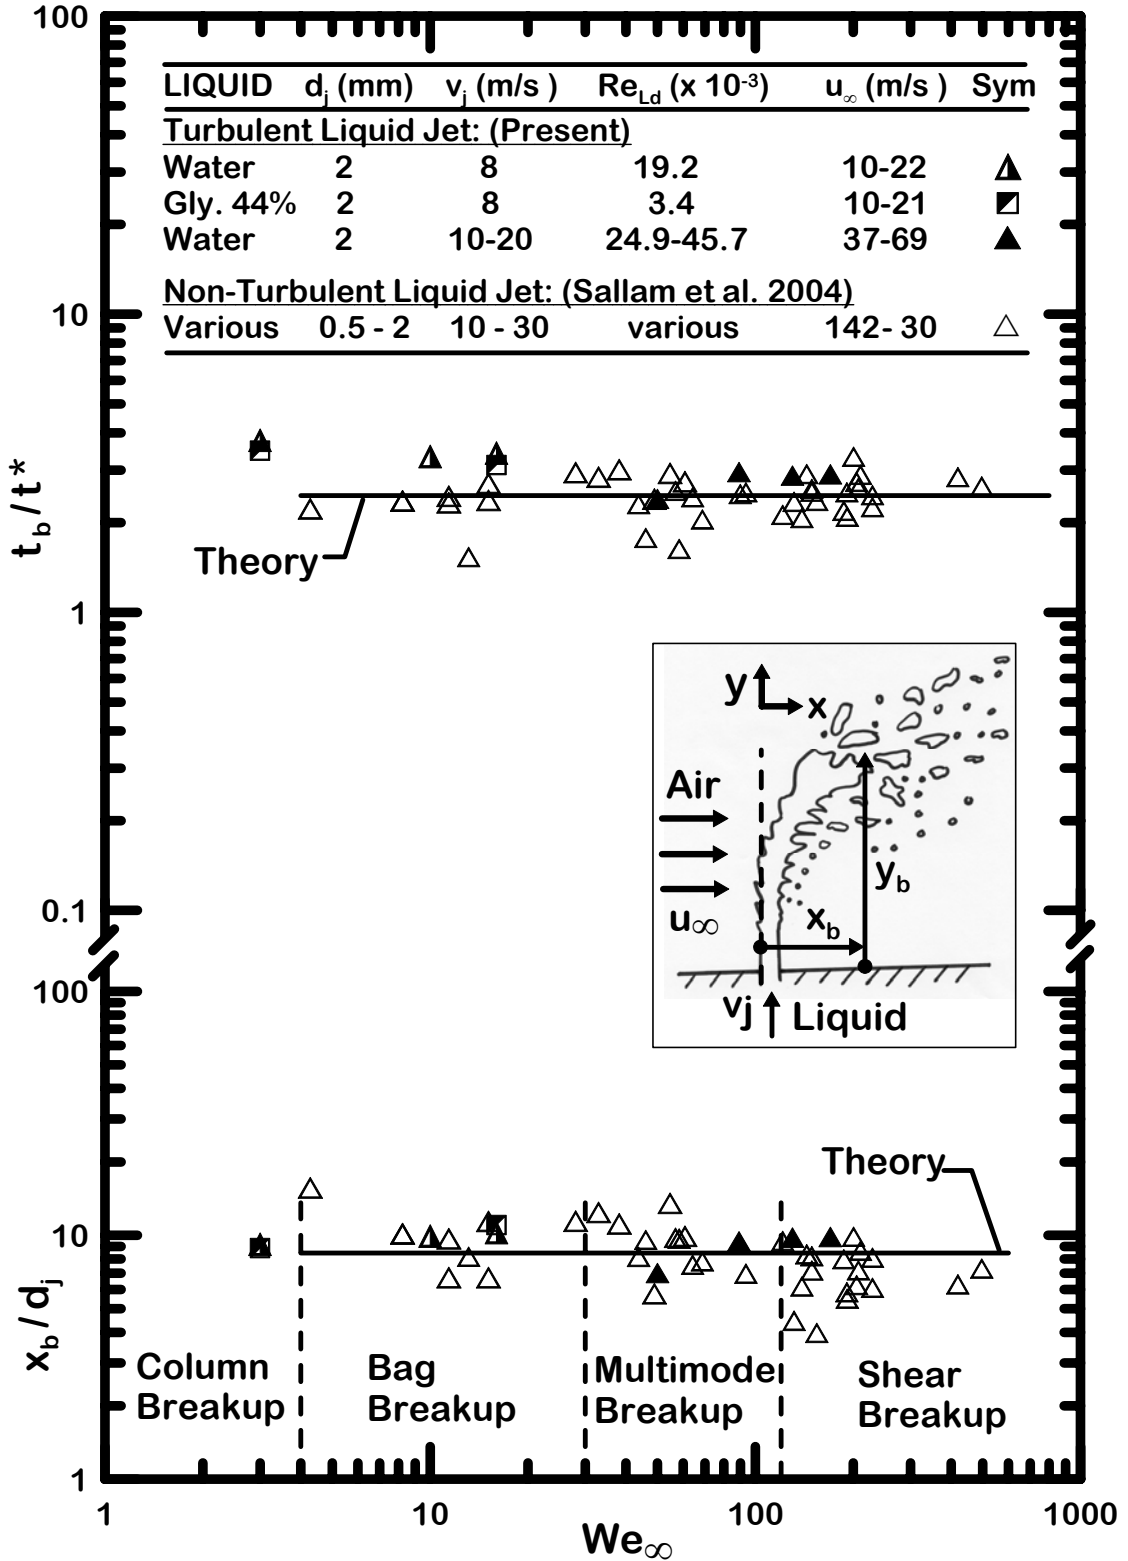 100
LIQUID d_j (mm) v_j (m/s ) Re_Ld (x 10^-3) u_∞ (m/s ) Sym
Turbulent Liquid Jet: (Present)
Water 2 8 19.2 10-22
Gly. 44% 2 8 3.4 10-21
Water 2 10-20 24.9-45.7 37-69
Non-Turbulent Liquid Jet: (Sallam et al. 2004)
10
Various 0.5 - 2 10 - 30 various 142- 30
t_b/t*
Theory
1
y
x
Air
0.1
y_b
u_∞
x_b
100
v_j
Liquid
Theory
10
x_b/d_j
Column
Breakup
Bag
Breakup
Multimode
Breakup
Shear
Breakup
1
1 10 100 1000
We_∞